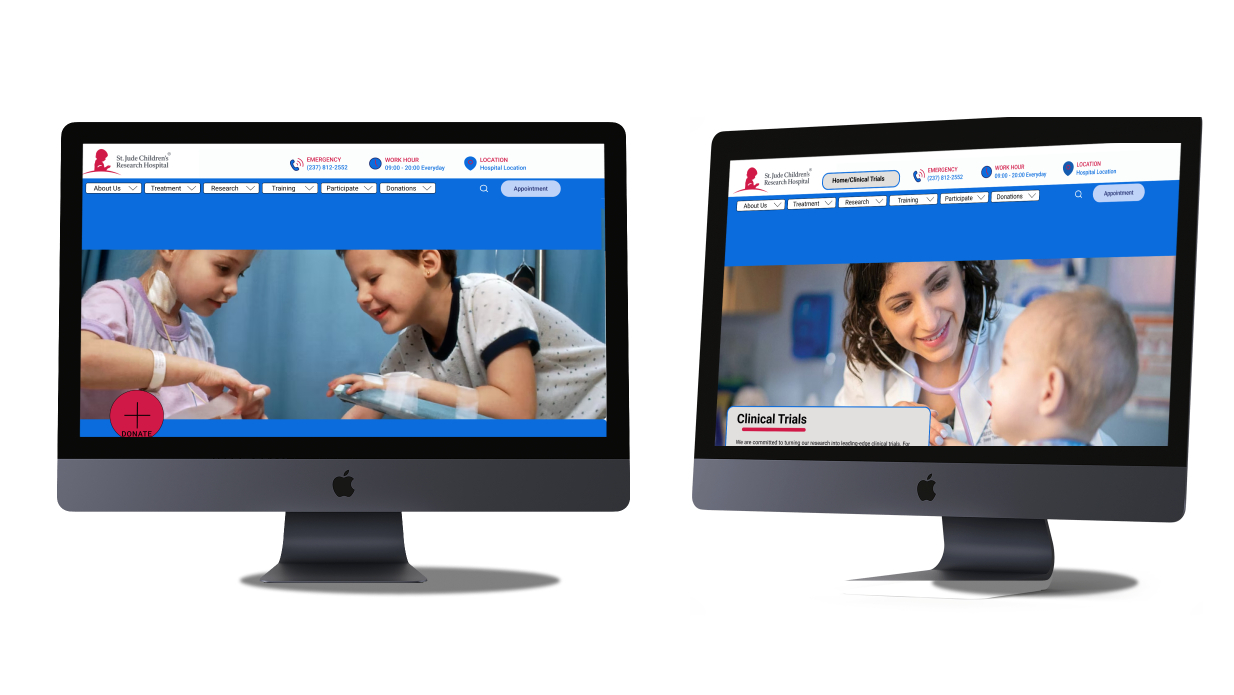 St. Jude Children's
Research Hospital
EMERGENCY
(237) 812-2552
WORK HOUR
09:00 - 20:00 Everyday
LOCATION
Hospital Location
About Us
Treatment
Research
Training
Participate
Donations
Appointment
DONATE
St. Jude Children's
Research Hospital
Home/Clinical Trials
EMERGENCY
(237) 812-2552
WORK HOUR
09:00 - 20:00 Everyday
LOCATION
Hospital Location
About Us
Treatment
Research
Training
Participate
Donations
Appointment
Clinical Trials
We are committed to turning our research into leading-edge clinical trials. For